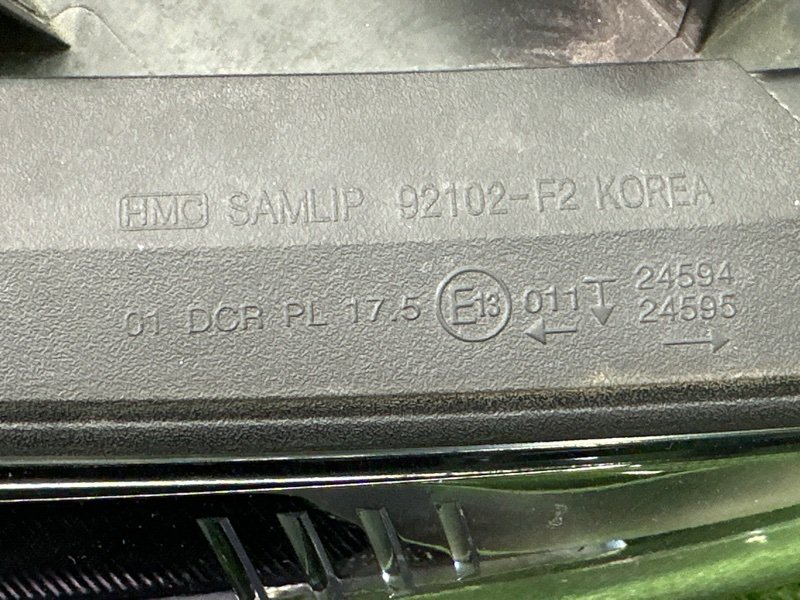 HMC SAMLIP 92102-F2 KOREA
01 DCR PL 17.5 E13 011 24594
24595